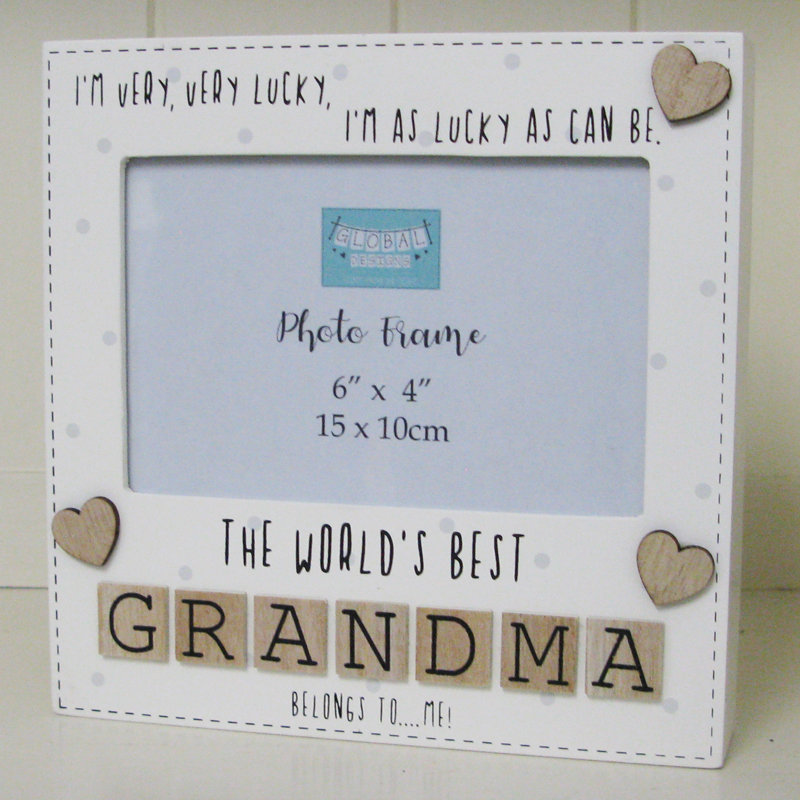 I'M VERY, VERY LUCKY,
I'M AS LUCKY AS CAN BE.
GLOBAL
DESIGNS
Photo Frame
6” x 4”
15 x 10cm
THE WORLD'S BEST
GRANDMA
BELONGS TO....ME!